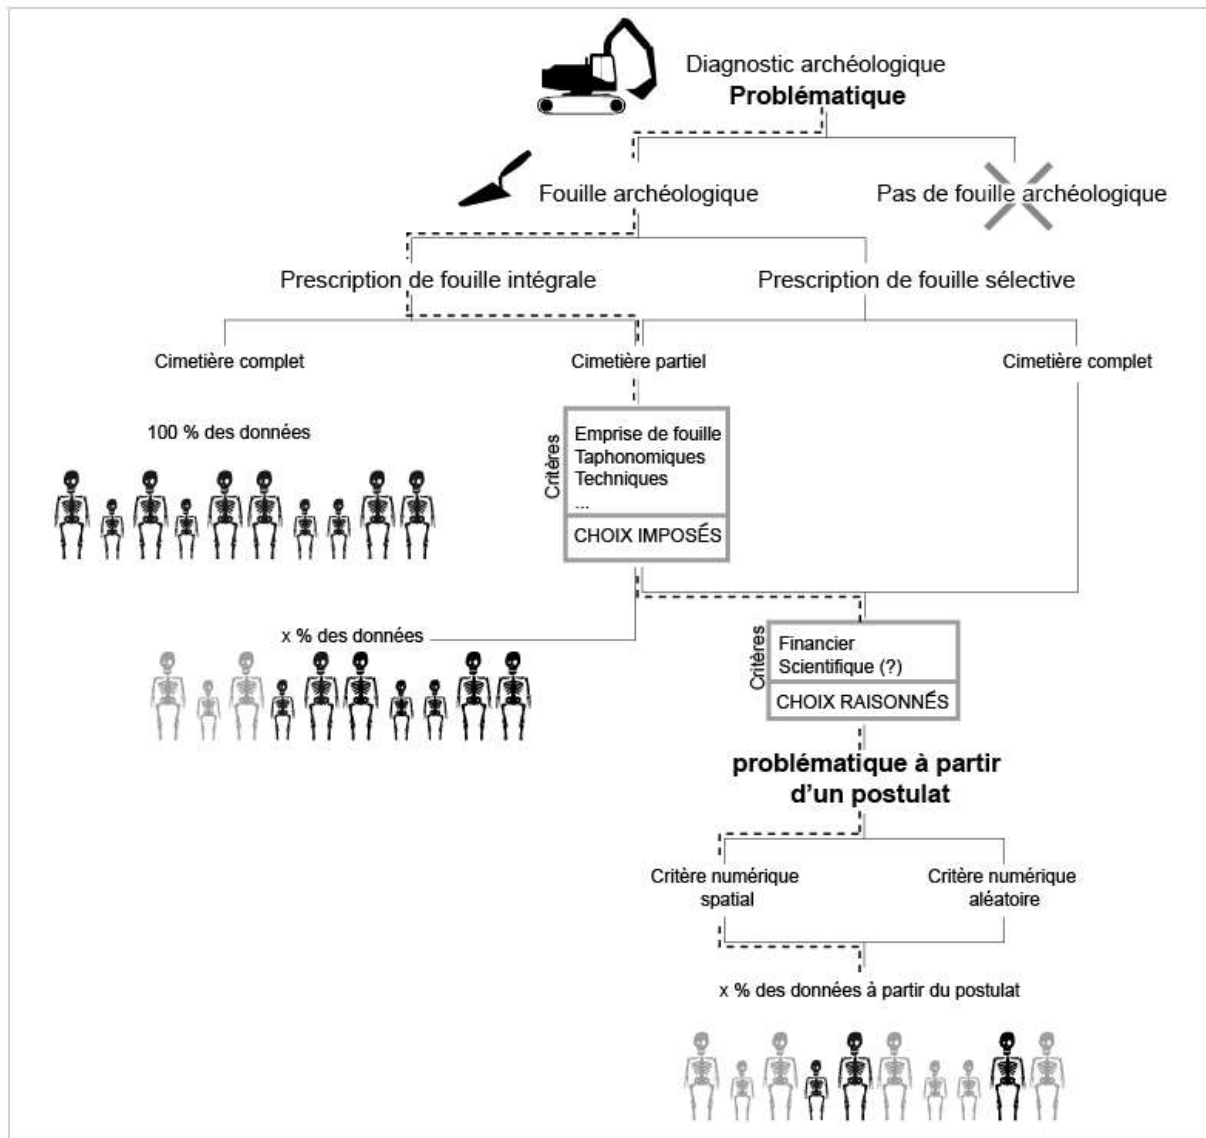 Diagnostic archéologique
Problématique
Fouille archéologique
Pas de fouille archéologique
Prescription de fouille intégrale
Prescription de fouille sélective
Cimetière complet
Cimetière partiel
Cimetière complet
100 % des données
Critères
Emprise de fouille
Taphonomiques
Techniques
...
CHOIX IMPOSÉS
x % des données
Critères
Financier
Scientifique (?)
CHOIX RAISONNÉS
problématique à partir
d'un postulat
Critère numérique
spatial
Critère numérique
aléatoire
x % des données à partir du postulat